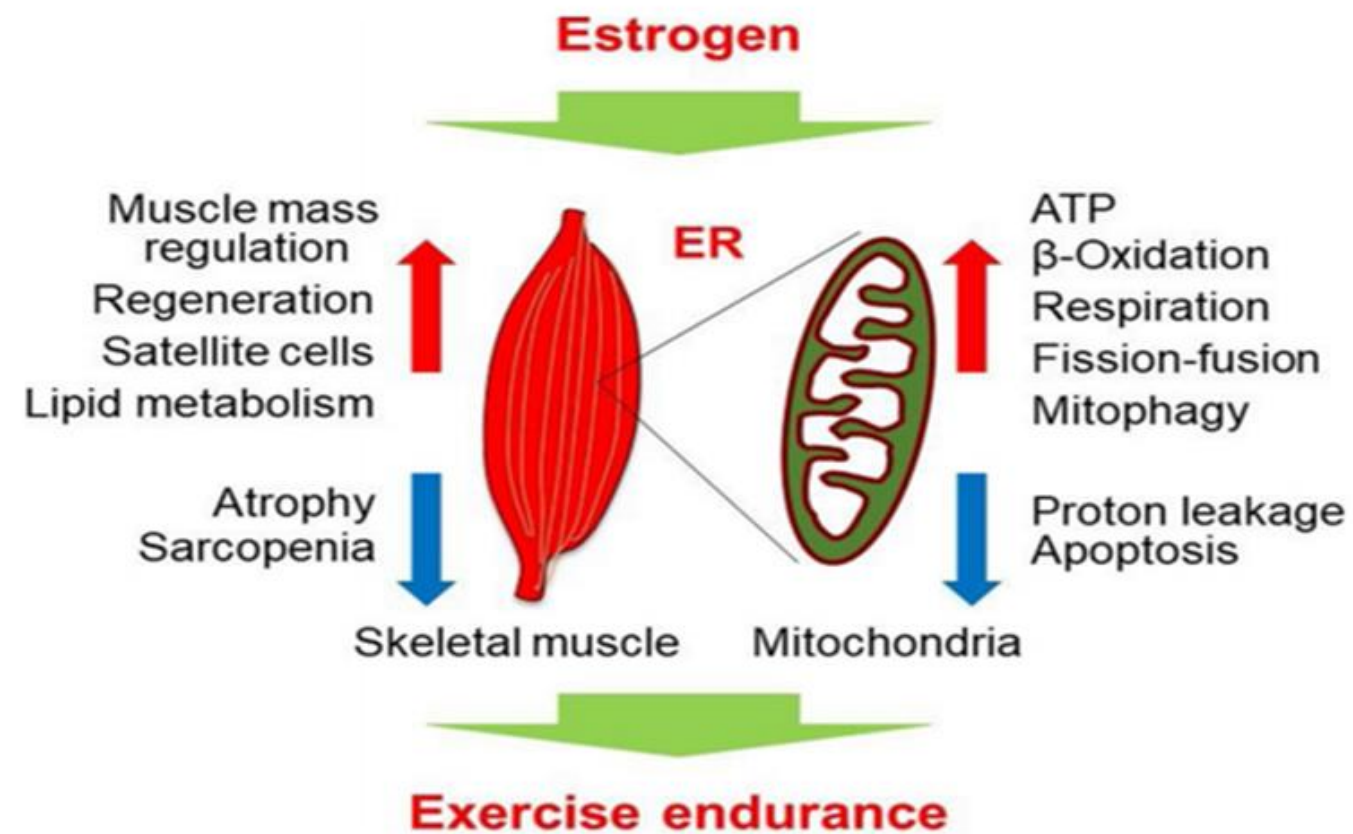 Estrogen
Muscle mass
regulation
Regeneration
Satellite cells
Lipid metabolism
Atrophy
Sarcopenia
ER
ATP
β-Oxidation
Respiration
Fission-fusion
Mitophagy
Proton leakage
Apoptosis
Skeletal muscle
Mitochondria
Exercise endurance